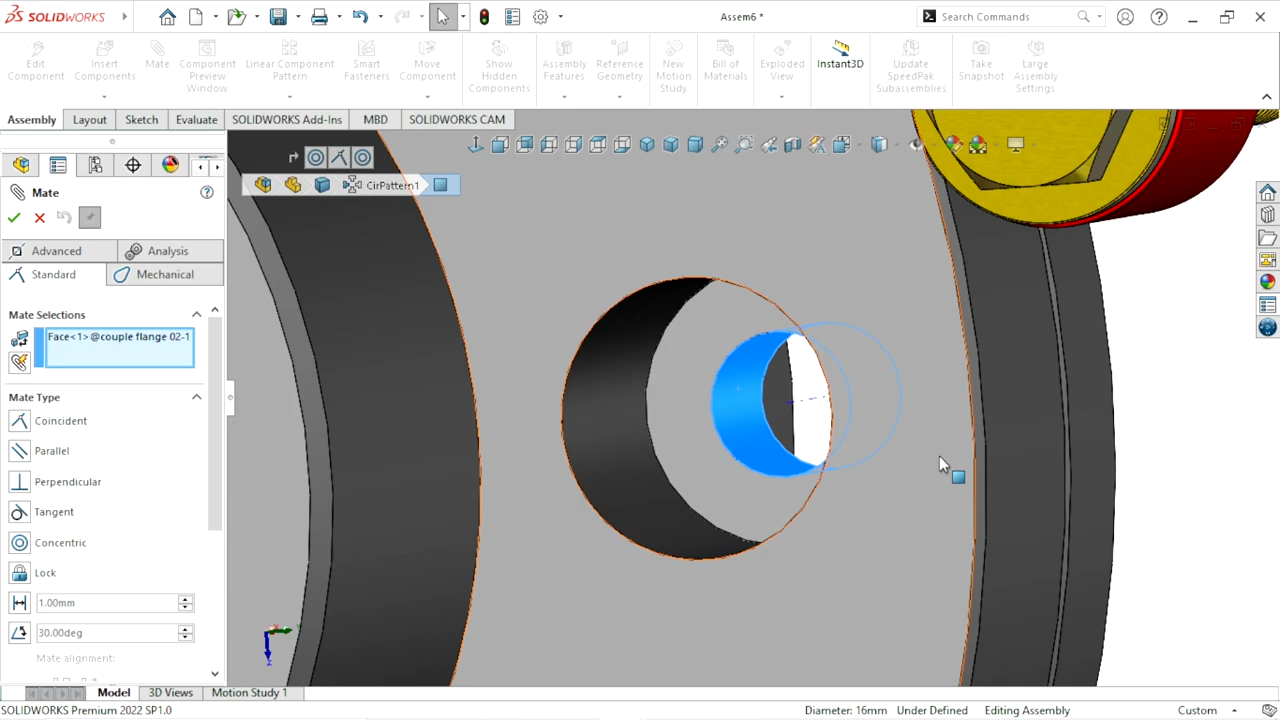 SOLIDWORKS
Assem6 *
Search Commands
Edit Component
Insert Components
Mate
Component Preview Window
Linear Component Pattern
Smart Fasteners
Move Component
Show Hidden Components
Assembly Features
Reference Geometry
New Motion Study
Bill of Materials
Exploded View
Instant3D
Update SpeedPak Subassemblies
Take Snapshot
Large Assembly Settings
Assembly
Layout
Sketch
Evaluate
SOLIDWORKS Add-Ins
MBD
SOLIDWORKS CAM
CirPattern1
Mate
Advanced
Analysis
Standard
Mechanical
Mate Selections
Face<1>@couple flange 02-1
Mate Type
Coincident
Parallel
Perpendicular
Tangent
Concentric
Lock
1.00mm
30.00deg
Mate alignment:
Model
3D Views
Motion Study 1
SOLIDWORKS Premium 2022 SP1.0
Diameter: 16mm
Under Defined
Editing Assembly
Custom